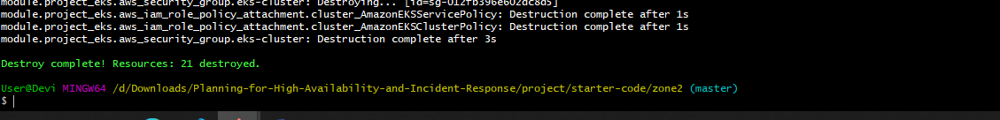 module.project_eks.aws_security_group.eks-cluster: Destroying... [id=sg-012fb396e602dc8d5]
module.project_eks.aws_iam_role_policy_attachment.cluster_AmazonEKSServicePolicy: Destruction complete after 1s
module.project_eks.aws_iam_role_policy_attachment.cluster_AmazonEKSClusterPolicy: Destruction complete after 1s
module.project_eks.aws_security_group.eks-cluster: Destruction complete after 3s
Destroy complete! Resources: 21 destroyed.
User@Devi MINGW64 /d/Downloads/Planning-for-High-Availability-and-Incident-Response/project/starter-code/zone2 (master)
$